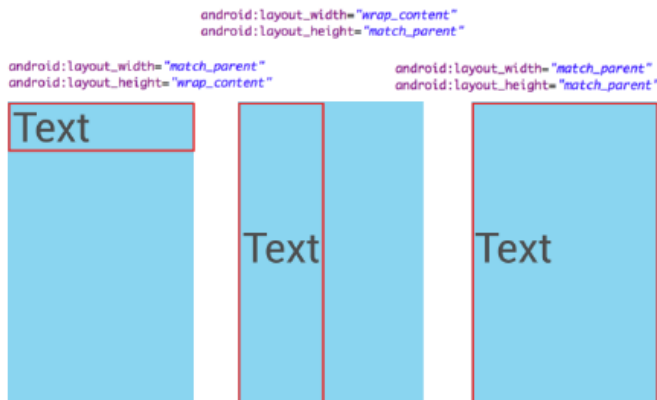 android:layout_width="wrap_content"
android:layout_height="match_parent"
android:layout_width="match_parent"
android:layout_height="wrap_content"
android:layout_width="match_parent"
android:layout_height="match_parent"
Text
Text
Text